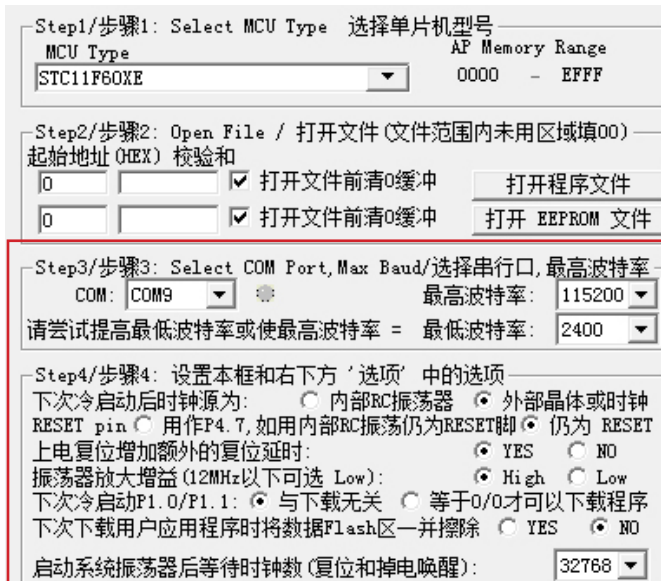 Step1/步骤1: Select MCU Type 选择单片机型号
MCU Type AP Memory Range
STC11F60XE 0000 - EFFF
Step2/步骤2: Open File / 打开文件(文件范围内未用区域填00)
起始地址(HEX) 校验和
0 打开文件前清0缓冲 打开程序文件
0 打开文件前清0缓冲 打开 EEPROM 文件
Step3/步骤3: Select COM Port,Max Baud/选择串行口,最高波特率
COM: COM9 最高波特率: 115200
请尝试提高最低波特率或使最高波特率 = 最低波特率: 2400
Step4/步骤4: 设置本框和右下方 '选项' 中的选项
下次冷启动后时钟源为: 内部RC振荡器 外部晶体或时钟
RESET pin 用作P4.7,如用内部RC振荡仍为RESET脚 仍为 RESET
上电复位增加额外的复位延时: YES NO
振荡器放大增益(12MHz以下可选 Low): High Low
下次冷启动P1.0/P1.1: 与下载无关 等于0/0才可以下载程序
下次下载用户应用程序时将数据Flash区一并擦除 YES NO
启动系统振荡器后等待时钟数(复位和掉电唤醒): 32768